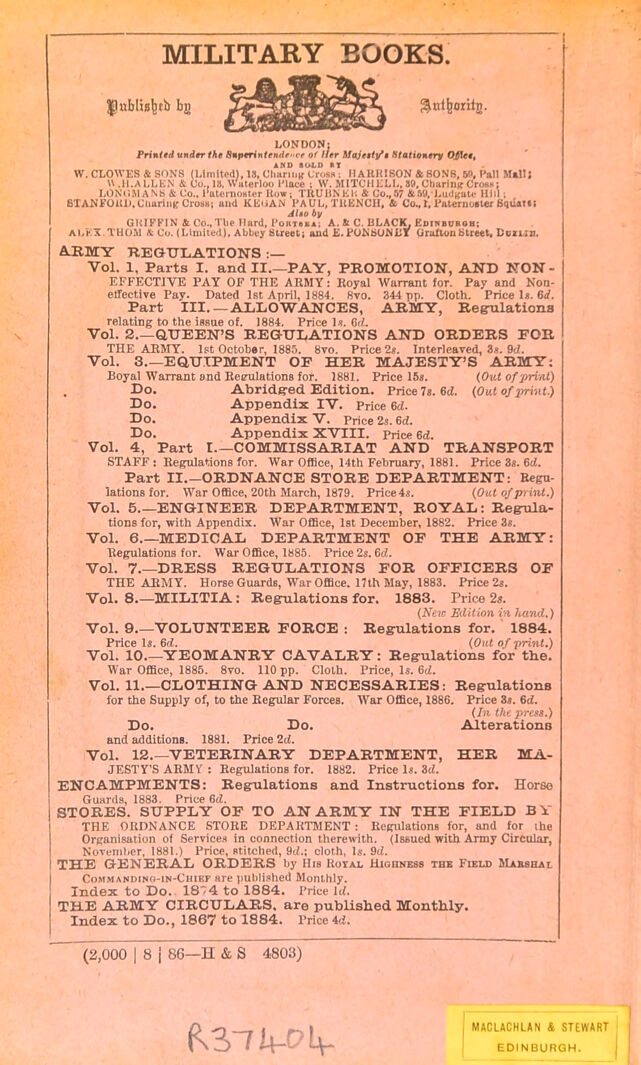 MILITARY BOOKS.
Published by Authority.
LONDON:
Printed under the Superintendence of Her Majesty's Stationery Office,
AND SOLD BY
W. CLOWES & SONS (Limited), 13, Charing Cross; HARRISON & SONS, 59, Pall Mall;
W. H. ALLEN & Co., 13, Waterloo Place; W. MITCHELL, 39, Charing Cross;
LONGMANS & Co., Paternoster Row; TRUBNER & Co., 57 & 59, Ludgate Hill;
STANFORD, Charing Cross; and KEGAN PAUL, TRENCH, & Co., 1, Paternoster Square;
Also by
GRIFFIN & Co., The Hard, PORTSEA; A. & C. BLACK, EDINBURGH;
ALEX. THOM & Co. (Limited), Abbey Street; and E. PONSONBY Grafton Street, DUBLIN.
ARMY REGULATIONS :—
Vol. 1, Parts I. and II.—PAY, PROMOTION, AND NON-
EFFECTIVE PAY OF THE ARMY: Royal Warrant for. Pay and Non-
effective Pay. Dated 1st April, 1884. 8vo. 344 pp. Cloth. Price 1s. 6d.
Part III.—ALLOWANCES, ARMY, Regulations
relating to the issue of. 1884. Price 1s. 6d.
Vol. 2.—QUEEN'S REGULATIONS AND ORDERS FOR
THE ARMY. 1st October, 1885. 8vo. Price 2s. Interleaved, 3s. 9d.
Vol. 3.—EQUIPMENT OF HER MAJESTY'S ARMY:
Royal Warrant and Regulations for. 1881. Price 15s. (Out of print)
Do. Abridged Edition. Price 7s. 6d. (Out of print.)
Do. Appendix IV. Price 6d.
Do. Appendix V. Price 2s. 6d.
Do. Appendix XVIII. Price 6d.
Vol. 4, Part I.—COMMISSARIAT AND TRANSPORT
STAFF: Regulations for. War Office, 14th February, 1881. Price 3s. 6d.
Part II.—ORDNANCE STORE DEPARTMENT: Regu-
lations for. War Office, 20th March, 1879. Price 4s. (Out of print.)
Vol. 5.—ENGINEER DEPARTMENT, ROYAL: Regula-
tions for, with Appendix. War Office, 1st December, 1882. Price 3s.
Vol. 6.—MEDICAL DEPARTMENT OF THE ARMY:
Regulations for. War Office, 1885. Price 2s. 6d.
Vol. 7.—DRESS REGULATIONS FOR OFFICERS OF
THE ARMY. Horse Guards, War Office. 17th May, 1883. Price 2s.
Vol. 8.—MILITIA: Regulations for. 1883. Price 2s.
(New Edition in hand.)
Vol. 9.—VOLUNTEER FORCE: Regulations for. 1884.
Price 1s. 6d. (Out of print.)
Vol. 10.—YEOMANRY CAVALRY: Regulations for the.
War Office, 1885. 8vo. 110 pp. Cloth. Price, 1s. 6d.
Vol. 11.—CLOTHING AND NECESSARIES: Regulations
for the Supply of, to the Regular Forces. War Office, 1886. Price 3s. 6d.
(In the press.)
Do. Do. Alterations
and additions. 1881. Price 2d.
Vol. 12.—VETERINARY DEPARTMENT, HER MA-
JESTY'S ARMY: Regulations for. 1882. Price 1s. 3d.
ENCAMPMENTS: Regulations and Instructions for. Horse
Guards, 1883. Price 6d.
STORES. SUPPLY OF TO AN ARMY IN THE FIELD BY
THE ORDNANCE STORE DEPARTMENT: Regulations for, and for the
Organisation of Services in connection therewith. (Issued with Army Circular,
November, 1881.) Price, stitched, 9d.; cloth, 1s. 9d.
THE GENERAL ORDERS by HIS ROYAL HIGHNESS THE FIELD MARSHAL
COMMANDING-IN-CHIEF are published Monthly.
Index to Do. 1874 to 1884. Price 1d.
THE ARMY CIRCULARS, are published Monthly.
Index to Do., 1867 to 1884. Price 4d.
(2,000 | 8 | 86—H & S 4803)
R37404
MACLACHLAN & STEWART
EDINBURGH.